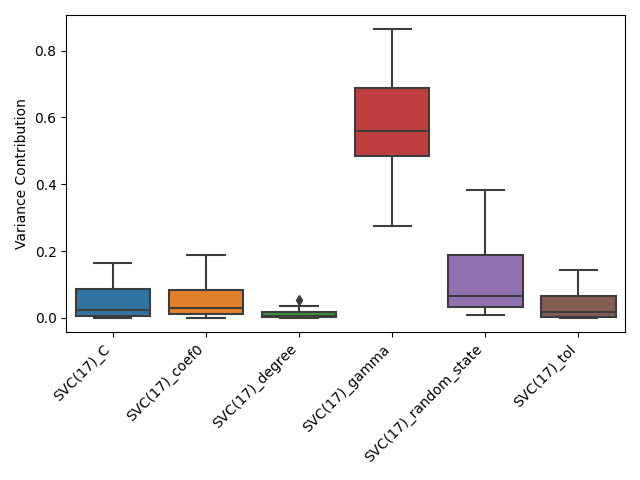 Variance Contribution
0.8
0.6
0.4
0.2
0.0
SVC(17)_C
SVC(17)_coef0
SVC(17)_degree
SVC(17)_gamma
SVC(17)_random_state
SVC(17)_tol